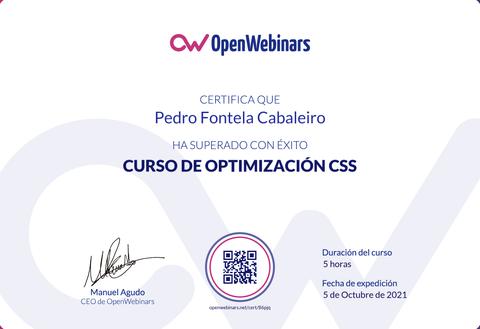 OpenWebinars
CERTIFICA QUE
Pedro Fontela Cabaleiro
HA SUPERADO CON ÉXITO
CURSO DE OPTIMIZACIÓN CSS
Manuel Agudo
CEO de OpenWebinars
openwebinars.net/cert/B6pjq
Duración del curso
5 horas
Fecha de expedición
5 de Octubre de 2021